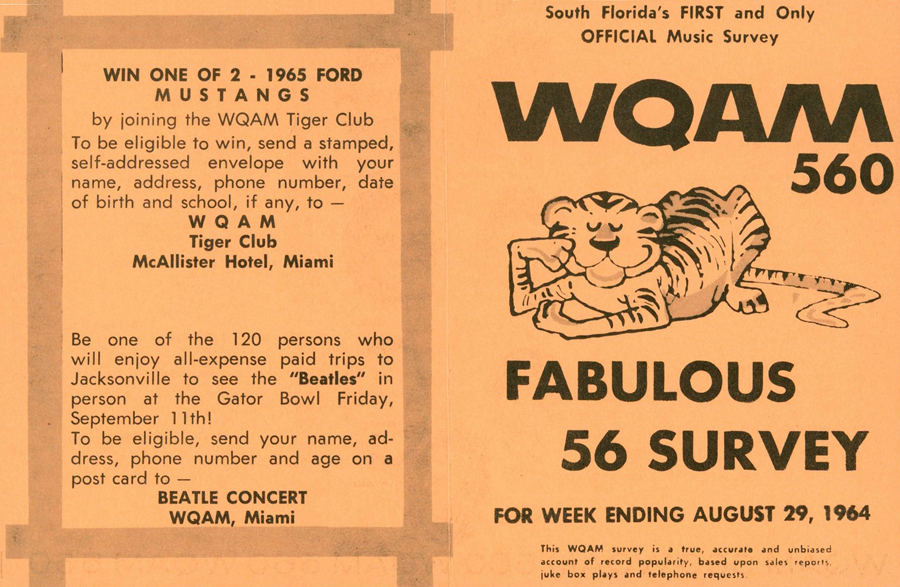 WIN ONE OF 2 - 1965 FORD
MUSTANGS
by joining the WQAM Tiger Club
To be eligible to win, send a stamped,
self-addressed envelope with your
name, address, phone number, date
of birth and school, if any, to —
WQAM
Tiger Club
McAllister Hotel, Miami
Be one of the 120 persons who
will enjoy all-expense paid trips to
Jacksonville to see the "Beatles" in
person at the Gator Bowl Friday,
September 11th!
To be eligible, send your name, ad-
dress, phone number and age on a
post card to —
BEATLE CONCERT
WQAM, Miami
South Florida's FIRST and Only
OFFICIAL Music Survey
WQAM
560
FABULOUS
56 SURVEY
FOR WEEK ENDING AUGUST 29, 1964
This WQAM survey is a true, accurate and unbiased
account of record popularity, based upon sales reports,
juke box plays and telephone requests.